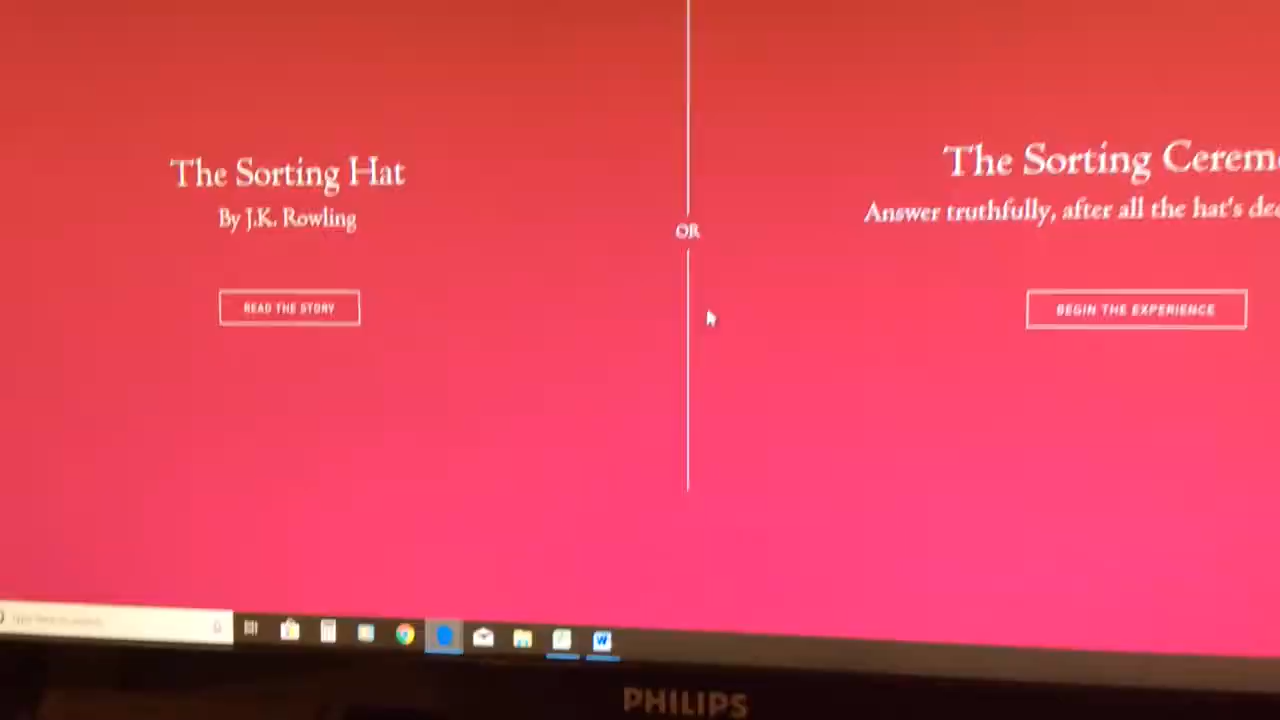 The Sorting Hat
By J.K. Rowling
READ THE STORY
OR
The Sorting Cerem
Answer truthfully, after all the hat's de
BEGIN THE EXPERIENCE
W
PHILIPS